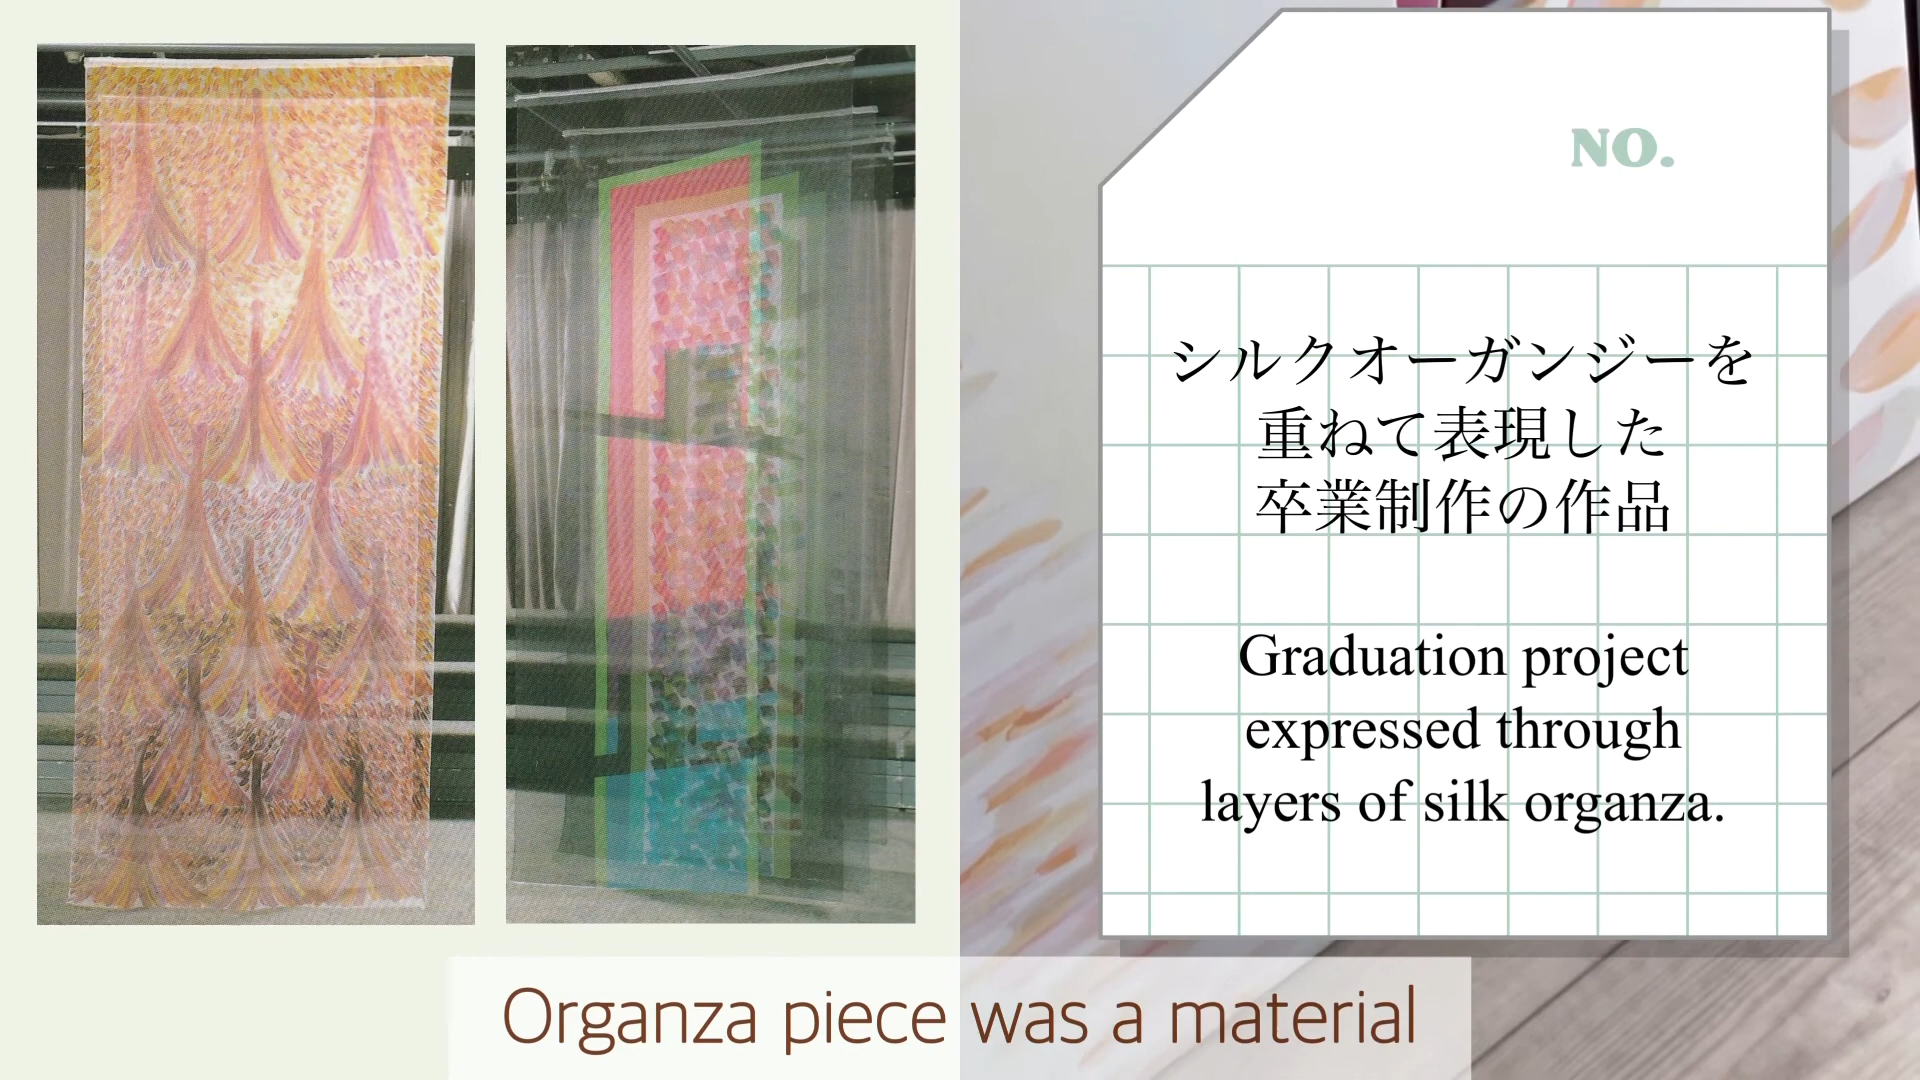 NO.
シルクオーガンジーを
重ねて表現した
卒業制作の作品
Graduation project
expressed through
layers of silk organza.
Organza piece was a material